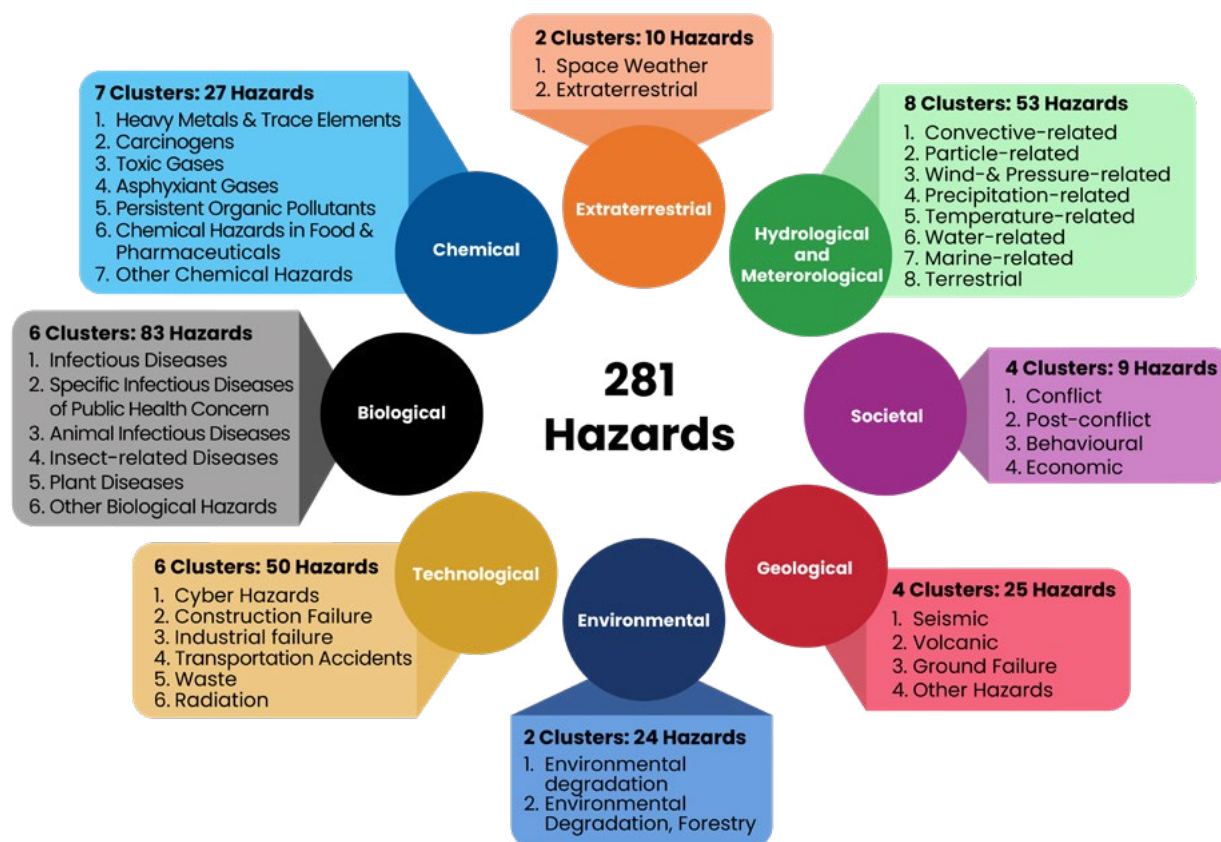 2 Clusters: 10 Hazards
1. Space Weather
2. Extraterrestrial
Extraterrestrial
8 Clusters: 53 Hazards
1. Convective-related
2. Particle-related
3. Wind-& Pressure-related
4. Precipitation-related
5. Temperature-related
6. Water-related
7. Marine-related
8. Terrestrial
Hydrological
and
Meterorological
4 Clusters: 9 Hazards
1. Conflict
2. Post-conflict
3. Behavioural
4. Economic
Societal
4 Clusters: 25 Hazards
1. Seismic
2. Volcanic
3. Ground Failure
4. Other Hazards
Geological
2 Clusters: 24 Hazards
1. Environmental
degradation
2. Environmental
Degradation, Forestry
Environmental
6 Clusters: 50 Hazards
1. Cyber Hazards
2. Construction Failure
3. Industrial failure
4. Transportation Accidents
5. Waste
6. Radiation
Technological
6 Clusters: 83 Hazards
1. Infectious Diseases
2. Specific Infectious Diseases
of Public Health Concern
3. Animal Infectious Diseases
4. Insect-related Diseases
5. Plant Diseases
6. Other Biological Hazards
Biological
7 Clusters: 27 Hazards
1. Heavy Metals & Trace Elements
2. Carcinogens
3. Toxic Gases
4. Asphyxiant Gases
5. Persistent Organic Pollutants
6. Chemical Hazards in Food &
Pharmaceuticals
7. Other Chemical Hazards
Chemical
281
Hazards